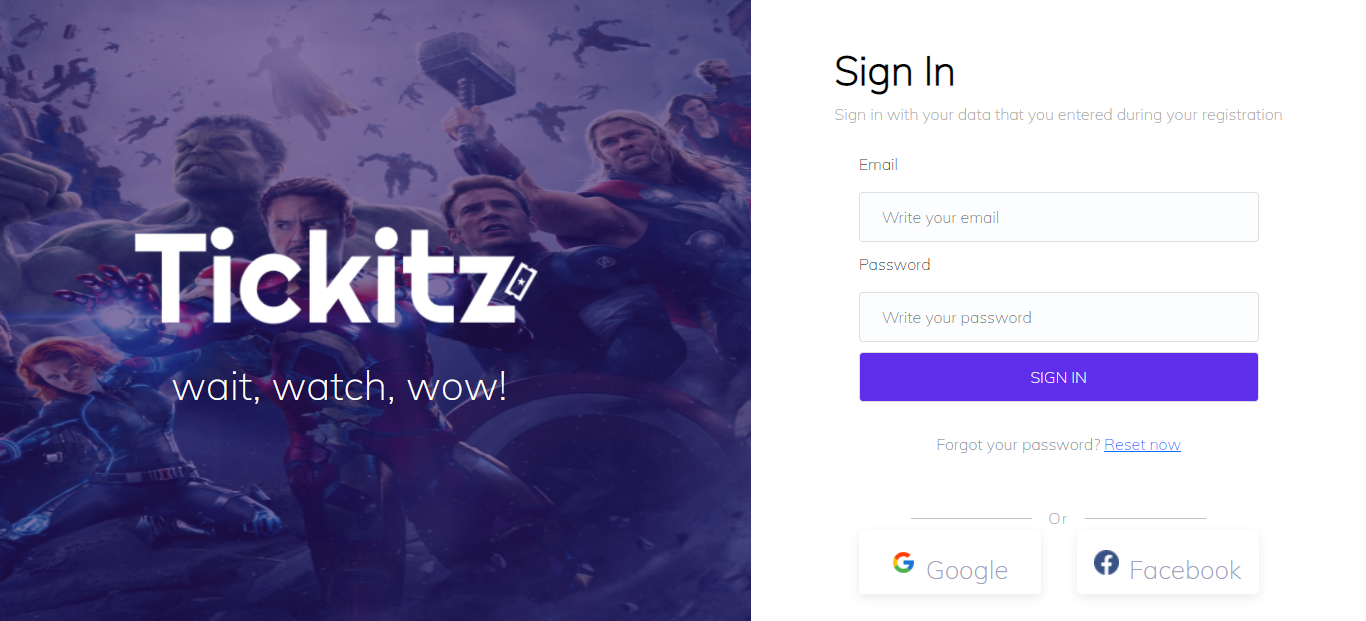 Tickitz
wait, watch, wow!
Sign In
Sign in with your data that you entered during your registration
Email
Write your email
Password
Write your password
SIGN IN
Forgot your password? Reset now
Or
Google
Facebook